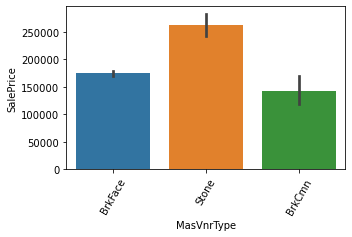 250000
200000
150000
100000
50000
0
SalePrice
BrkFace
Stone
BrkCmn
MasVnrType